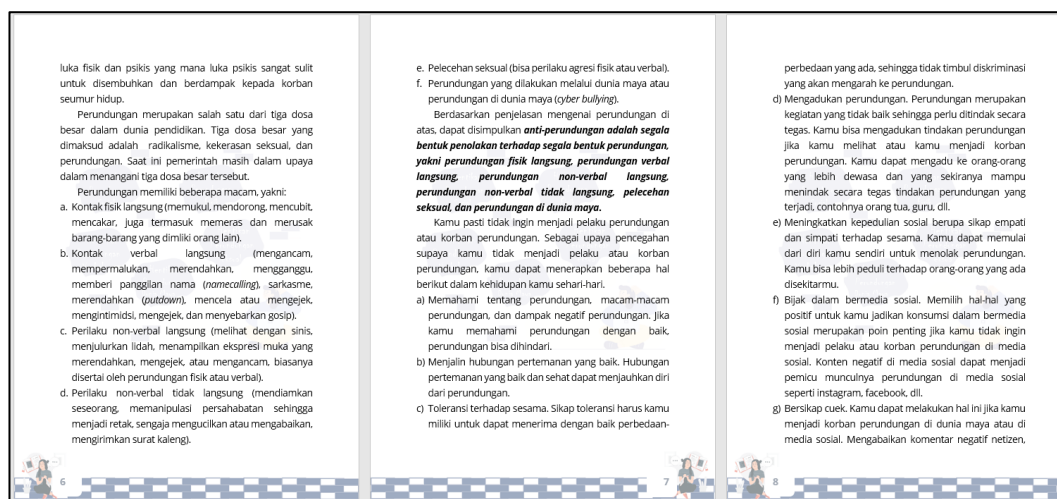 luka fisik dan psikis yang mana luka psikis sangat sulit
untuk disembuhkan dan berdampak kepada korban
seumur hidup.
Perundungan merupakan salah satu dari tiga dosa
besar dalam dunia pendidikan. Tiga dosa besar yang
dimaksud adalah radikalisme, kekerasan seksual, dan
perundungan. Saat ini pemerintah masih dalam upaya
dalam menangani tiga dosa besar tersebut.
Perundungan memiliki beberapa macam, yakni:
a. Kontak fisik langsung (memukul, mendorong, mencubit,
mencakar, juga termasuk memeras dan merusak
barang-barang yang dimliki orang lain).
b. Kontak verbal langsung (mengancam,
mempermalukan, merendahkan, mengganggu,
memberi panggilan nama (namecalling), sarkasme,
merendahkan (putdown), mencela atau mengejek,
mengintimidsi, mengejek, dan menyebarkan gosip).
c. Perilaku non-verbal langsung (melihat dengan sinis,
menjulurkan lidah, menampilkan ekspresi muka yang
merendahkan, mengejek, atau mengancam, biasanya
disertai oleh perundungan fisik atau verbal).
d. Perilaku non-verbal tidak langsung (mendiamkan
seseorang, memanipulasi persahabatan sehingga
menjadi retak, sengaja mengucilkan atau mengabaikan,
mengirimkan surat kaleng).
6
e. Pelecehan seksual (bisa perilaku agresi fisik atau verbal).
f. Perundungan yang dilakukan melalui dunia maya atau
perundungan di dunia maya (cyber bullying).
Berdasarkan penjelasan mengenai perundungan di
atas, dapat disimpulkan anti-perundungan adalah segala
bentuk penolakan terhadap segala bentuk perundungan,
yakni perundungan fisik langsung, perundungan verbal
langsung, perundungan non-verbal langsung,
perundungan non-verbal tidak langsung, pelecehan
seksual, dan perundungan di dunia maya.
Kamu pasti tidak ingin menjadi pelaku perundungan
atau korban perundungan. Sebagai upaya pencegahan
supaya kamu tidak menjadi pelaku atau korban
perundungan, kamu dapat menerapkan beberapa hal
berikut dalam kehidupan kamu sehari-hari.
a) Memahami tentang perundungan, macam-macam
perundungan, dan dampak negatif perundungan. Jika
kamu memahami perundungan dengan baik,
perundungan bisa dihindari.
b) Menjalin hubungan pertemanan yang baik. Hubungan
pertemanan yang baik dan sehat dapat menjauhkan diri
dari perundungan.
c) Toleransi terhadap sesama. Sikap toleransi harus kamu
miliki untuk dapat menerima dengan baik perbedaan-
7
perbedaan yang ada, sehingga tidak timbul diskriminasi
yang akan mengarah ke perundungan.
d) Mengadukan perundungan. Perundungan merupakan
kegiatan yang tidak baik sehingga perlu ditindak secara
tegas. Kamu bisa mengadukan tindakan perundungan
jika kamu melihat atau kamu menjadi korban
perundungan. Kamu dapat mengadu ke orang-orang
yang lebih dewasa dan yang sekiranya mampu
menindak secara tegas tindakan perundungan yang
terjadi, contohnya orang tua, guru, dll.
e) Meningkatkan kepedulian sosial berupa sikap empati
dan simpati terhadap sesama. Kamu dapat memulai
dari diri kamu sendiri untuk menolak perundungan.
Kamu bisa lebih peduli terhadap orang-orang yang ada
disekitarmu.
f) Bijak dalam bermedia sosial. Memilih hal-hal yang
positif untuk kamu jadikan konsumsi dalam bermedia
sosial merupakan poin penting jika kamu tidak ingin
menjadi pelaku atau korban perundungan di media
sosial. Konten negatif di media sosial dapat menjadi
pemicu munculnya perundungan di media sosial
seperti instagram, facebook, dll.
g) Bersikap cuek. Kamu dapat melakukan hal ini jika kamu
menjadi korban perundungan di dunia maya atau di
media sosial. Mengabaikan komentar negatif netizen,
8